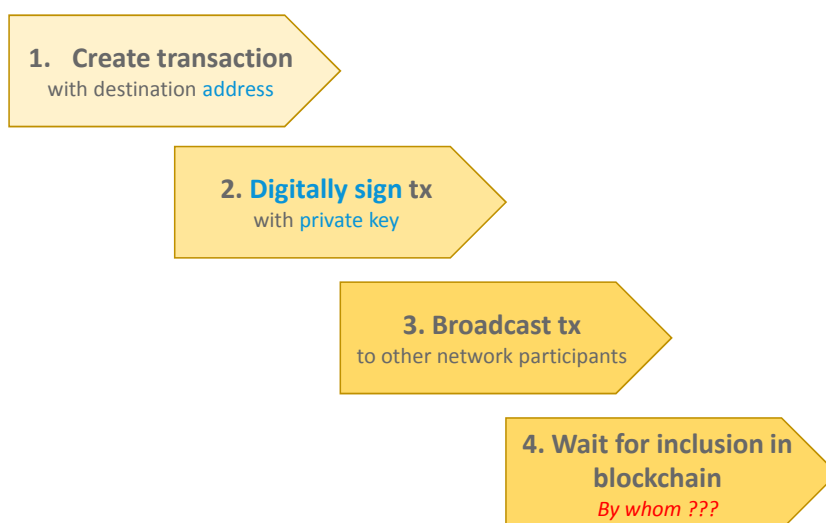 1. Create transaction
with destination address
2. Digitally sign tx
with private key
3. Broadcast tx
to other network participants
4. Wait for inclusion in
blockchain
By whom ???